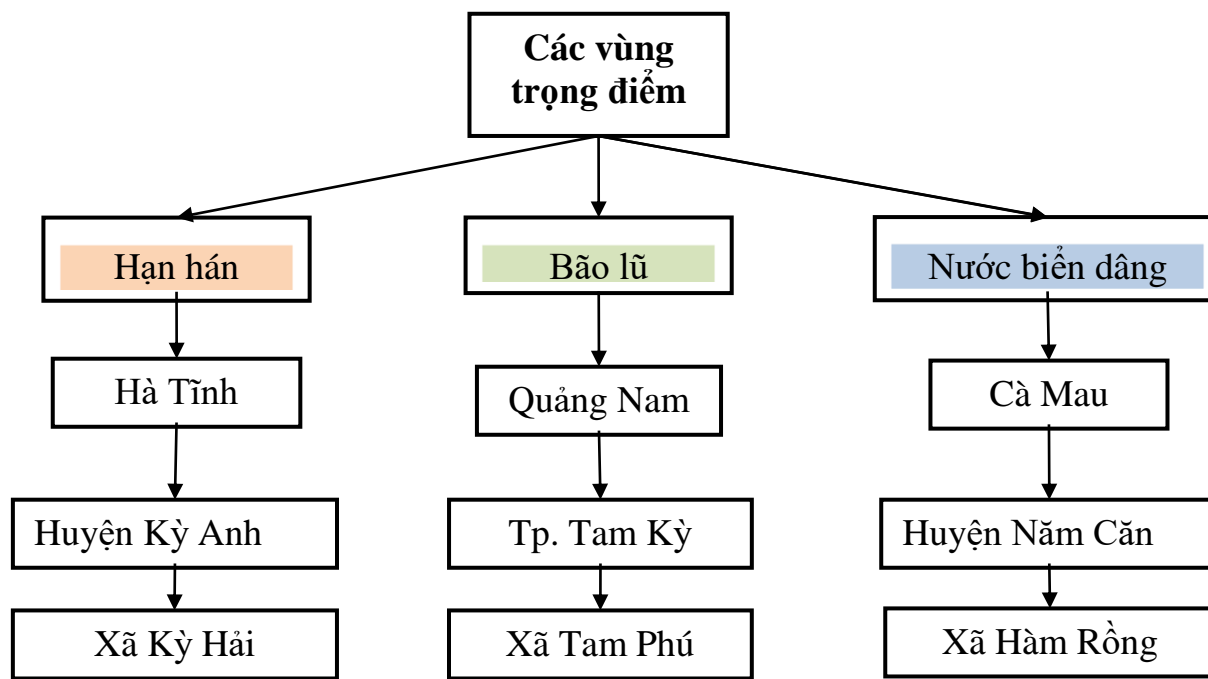 Các vùng
trọng điểm
Hạn hán
Bão lũ
Nước biển dâng
Hà Tĩnh
Quảng Nam
Cà Mau
Huyện Kỳ Anh
Tp. Tam Kỳ
Huyện Năm Căn
Xã Kỳ Hải
Xã Tam Phú
Xã Hàm Rồng